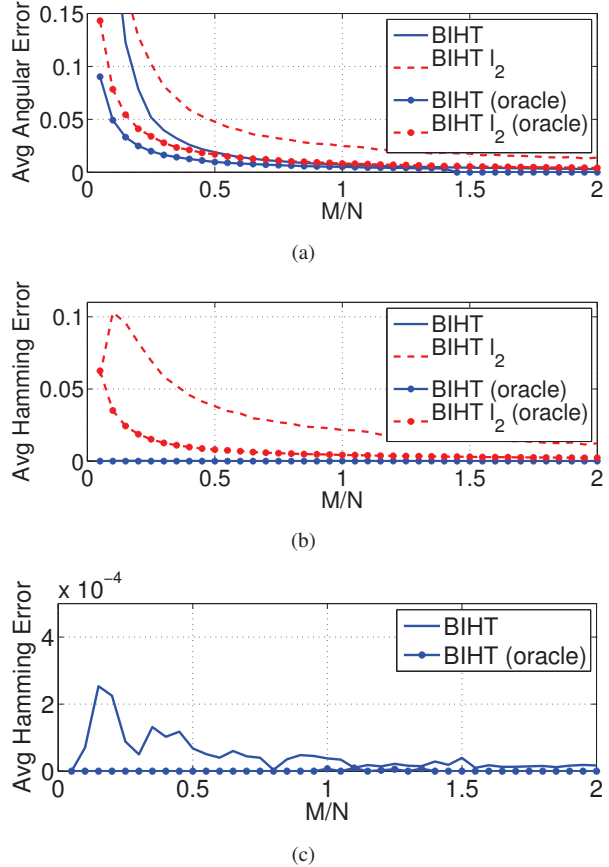 0.15
0.1
0.05
0
Avg Angular Error
0 0.5 1 1.5 2
M/N
BIHT
BIHT l2
BIHT (oracle)
BIHT l2 (oracle)
(a)
0.1
0.05
0
Avg Hamming Error
0 0.5 1 1.5 2
M/N
BIHT
BIHT l2
BIHT (oracle)
BIHT l2 (oracle)
(b)
x 10−4
4
2
0
Avg Hamming Error
0 0.5 1.0 1.5 2
M/N
BIHT
BIHT (oracle)
(c)